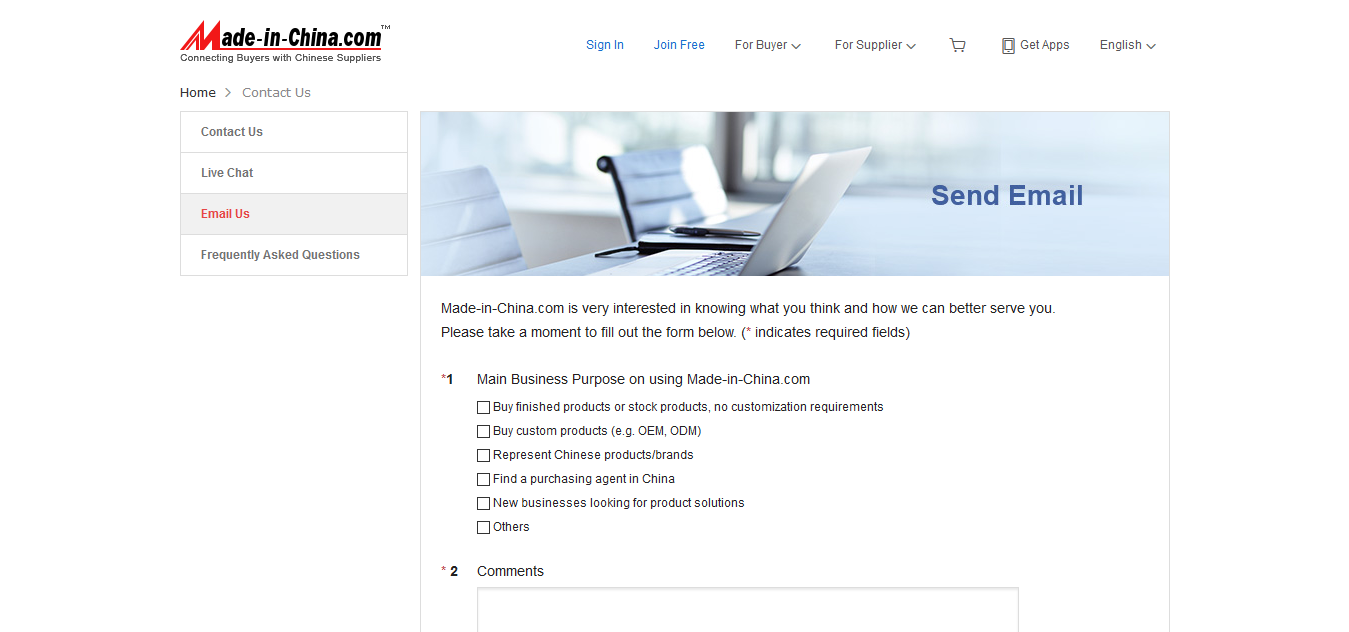 Made-in-China.com™
Connecting Buyers with Chinese Suppliers
Sign In
Join Free
For Buyer
For Supplier
Get Apps
English
Home > Contact Us
Contact Us
Live Chat
Email Us
Frequently Asked Questions
Send Email
Made-in-China.com is very interested in knowing what you think and how we can better serve you.
Please take a moment to fill out the form below. (* indicates required fields)
*1 Main Business Purpose on using Made-in-China.com
Buy finished products or stock products, no customization requirements
Buy custom products (e.g. OEM, ODM)
Represent Chinese products/brands
Find a purchasing agent in China
New businesses looking for product solutions
Others
* 2 Comments